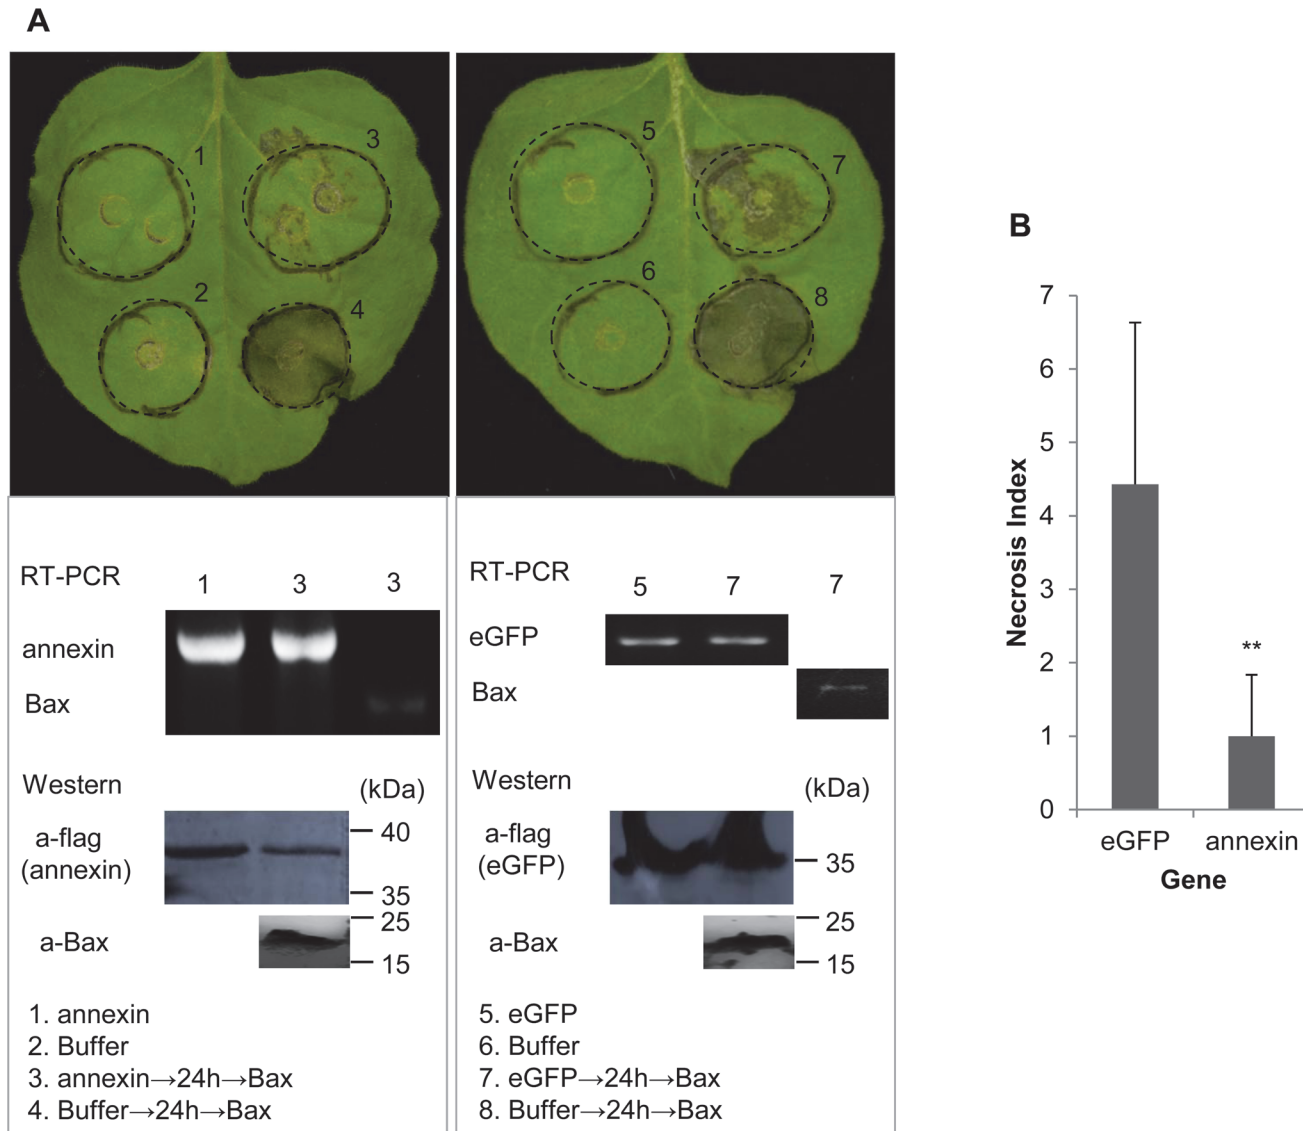 A
1
2
3
4
5
6
7
8
RT-PCR 1 3 3
annexin
Bax
Western (kDa)
a-flag
(annexin)
40
35
a-Bax
25
15
1. annexin
2. Buffer
3. annexin→24h→Bax
4. Buffer→24h→Bax
RT-PCR 5 7 7
eGFP
Bax
Western (kDa)
a-flag
(eGFP)
35
a-Bax
25
15
5. eGFP
6. Buffer
7. eGFP→24h→Bax
8. Buffer→24h→Bax
B
Necrosis Index
7
6
5
4
3
2
1
0
**
eGFP annexin
Gene